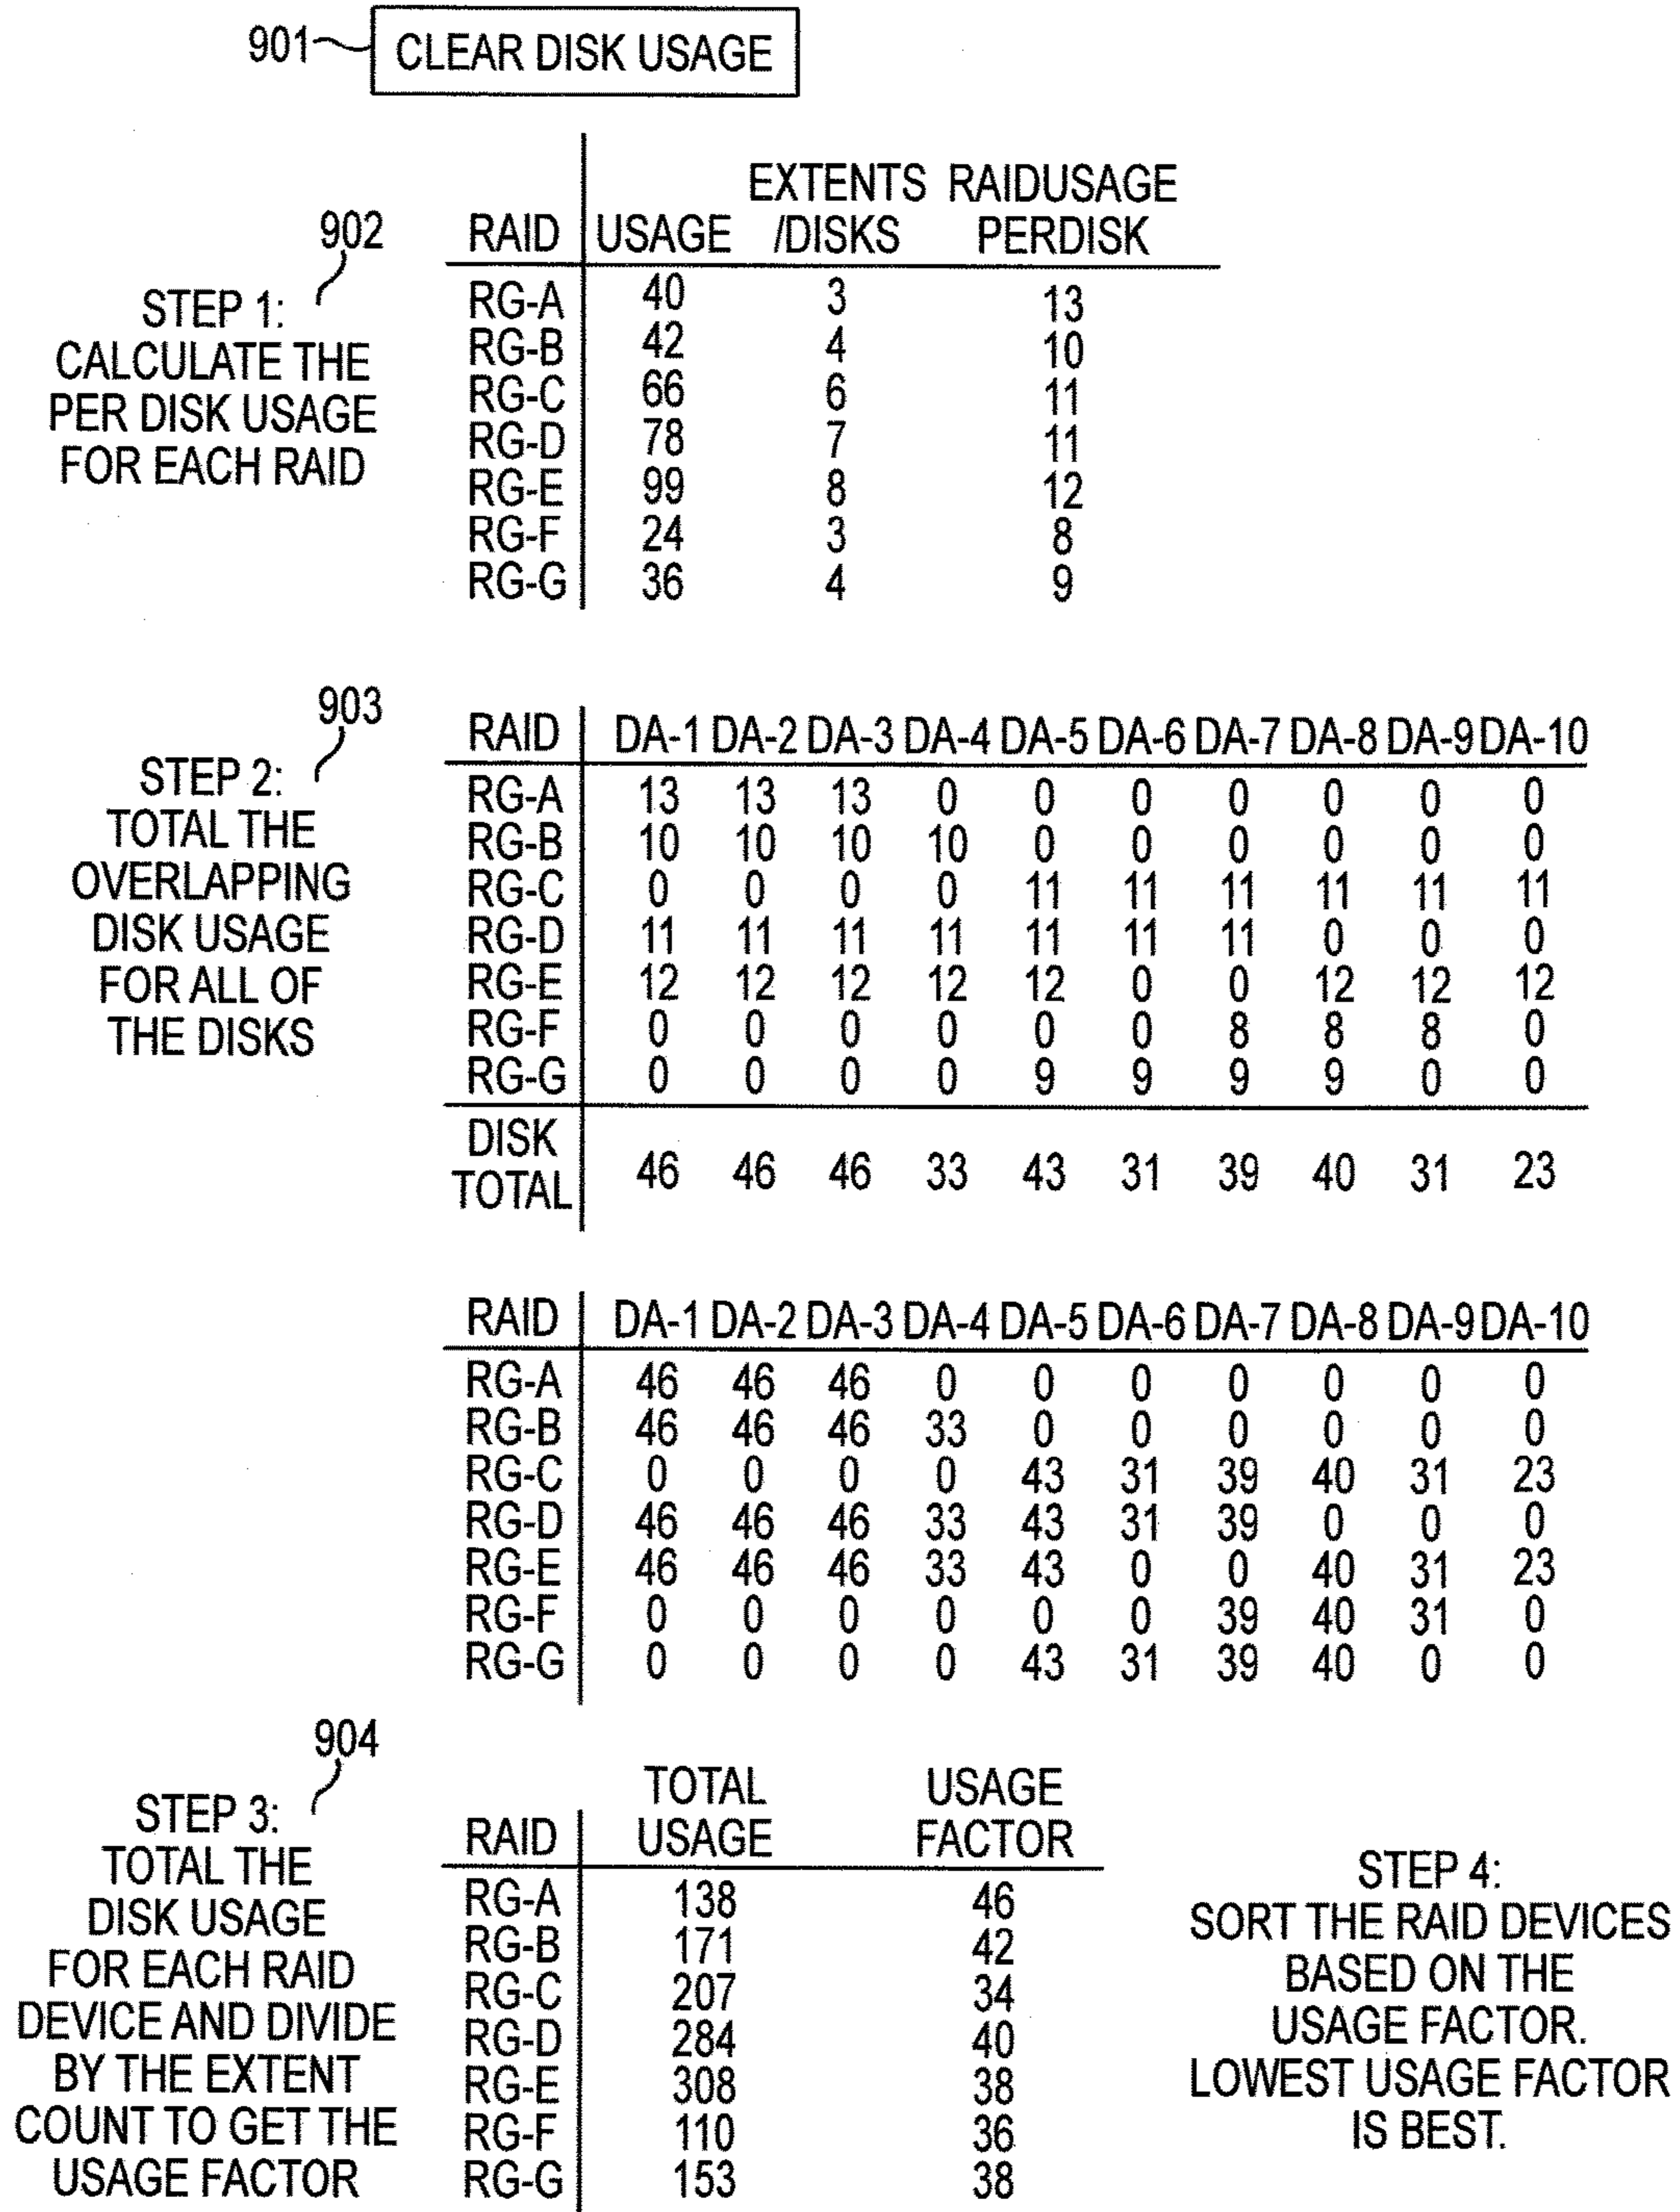 901 CLEAR DISK USAGE
902
STEP 1:
CALCULATE THE
PER DISK USAGE
FOR EACH RAID
EXTENTS RAIDUSAGE
RAID USAGE /DISKS PERDISK
RG-A 40 3 13
RG-B 42 4 10
RG-C 66 6 11
RG-D 78 7 11
RG-E 99 8 12
RG-F 24 3 8
RG-G 36 4 9
903
STEP 2:
TOTAL THE
OVERLAPPING
DISK USAGE
FOR ALL OF
THE DISKS
RAID DA-1 DA-2 DA-3 DA-4 DA-5 DA-6 DA-7 DA-8 DA-9 DA-10
RG-A 13 13 13 0 0 0 0 0 0 0
RG-B 10 10 10 10 0 0 0 0 0 0
RG-C 0 0 0 0 11 11 11 11 11 11
RG-D 11 11 11 11 11 11 11 0 0 0
RG-E 12 12 12 12 12 0 0 12 12 12
RG-F 0 0 0 0 0 0 8 8 8 0
RG-G 0 0 0 0 9 9 9 9 0 0
DISK
TOTAL 46 46 46 33 43 31 39 40 31 23
RAID DA-1 DA-2 DA-3 DA-4 DA-5 DA-6 DA-7 DA-8 DA-9 DA-10
RG-A 46 46 46 0 0 0 0 0 0 0
RG-B 46 46 46 33 0 0 0 0 0 0
RG-C 0 0 0 0 43 31 39 40 31 23
RG-D 46 46 46 33 43 31 39 0 0 0
RG-E 46 46 46 33 43 0 0 40 31 23
RG-F 0 0 0 0 0 0 39 40 31 0
RG-G 0 0 0 0 43 31 39 40 0 0
904
STEP 3:
TOTAL THE
DISK USAGE
FOR EACH RAID
DEVICE AND DIVIDE
BY THE EXTENT
COUNT TO GET THE
USAGE FACTOR
TOTAL USAGE
RAID USAGE FACTOR
RG-A 138 46
RG-B 171 42
RG-C 207 34
RG-D 284 40
RG-E 308 38
RG-F 110 36
RG-G 153 38
STEP 4:
SORT THE RAID DEVICES
BASED ON THE
USAGE FACTOR.
LOWEST USAGE FACTOR
IS BEST.